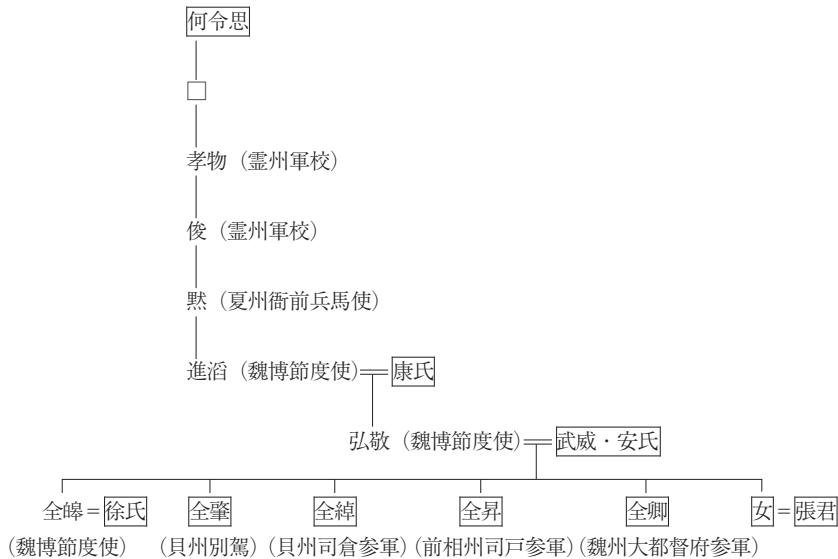 何令思
□
孝物（霊州軍校）
俊（霊州軍校）
黙（夏州衙前兵馬使）
進滔（魏博節度使）＝康氏
弘敬（魏博節度使）＝武威・安氏
全皞＝徐氏 全肇 全綽 全昇 全卿 女＝張君
（魏博節度使） （貝州別駕） （貝州司倉参軍） （前相州司戸参軍） （魏州大都督府参軍）